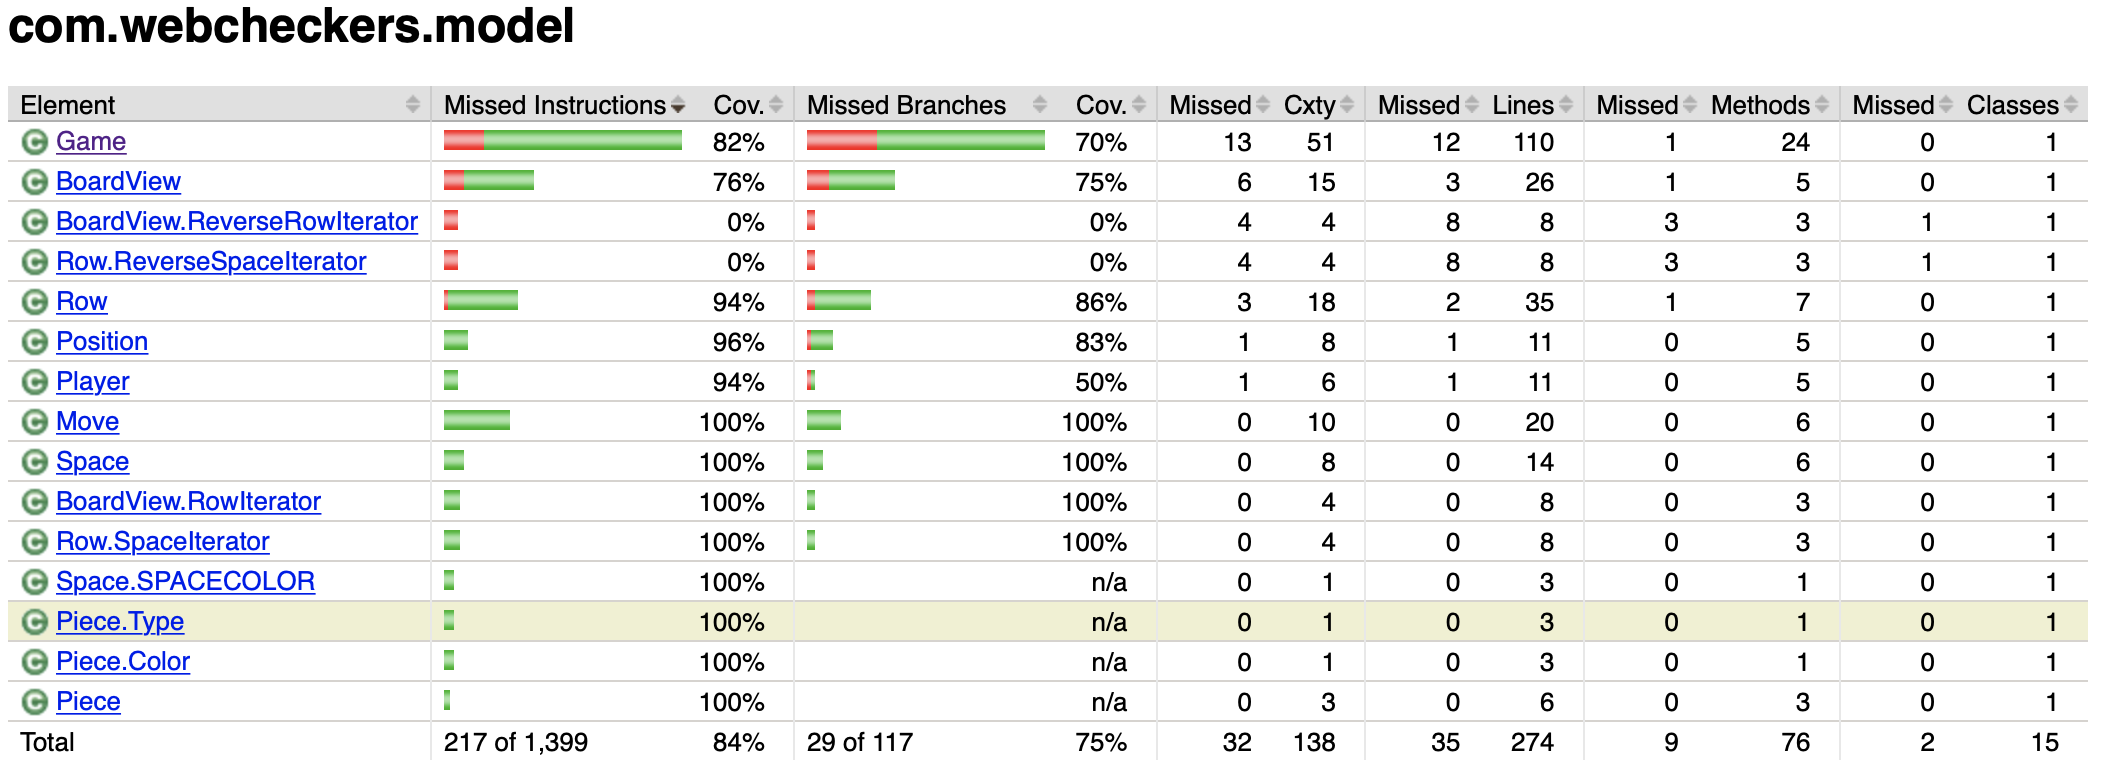 com.webcheckers.model
Element Missed Instructions Cov. Missed Branches Cov. Missed Cxty Missed Lines Missed Methods Missed Classes
C Game 82% 70% 13 51 12 110 1 24 0 1
C BoardView 76% 75% 6 15 3 26 1 5 0 1
C BoardView.ReverseRowIterator 0% 0% 4 4 8 8 3 3 1 1
C Row.ReverseSpaceIterator 0% 0% 4 4 8 8 3 3 1 1
C Row 94% 86% 3 18 2 35 1 7 0 1
C Position 96% 83% 1 8 1 11 0 5 0 1
C Player 94% 50% 1 6 1 11 0 5 0 1
C Move 100% 100% 0 10 0 20 0 6 0 1
C Space 100% 100% 0 8 0 14 0 6 0 1
C BoardView.RowIterator 100% 100% 0 4 0 8 0 3 0 1
C Row.SpaceIterator 100% 100% 0 4 0 8 0 3 0 1
C Space.SPACECOLOR 100% n/a 0 1 0 3 0 1 0 1
C Piece.Type 100% n/a 0 1 0 3 0 1 0 1
C Piece.Color 100% n/a 0 1 0 3 0 1 0 1
C Piece 100% n/a 0 3 0 6 0 3 0 1
Total 217 of 1,399 84% 29 of 117 75% 32 138 35 274 9 76 2 15